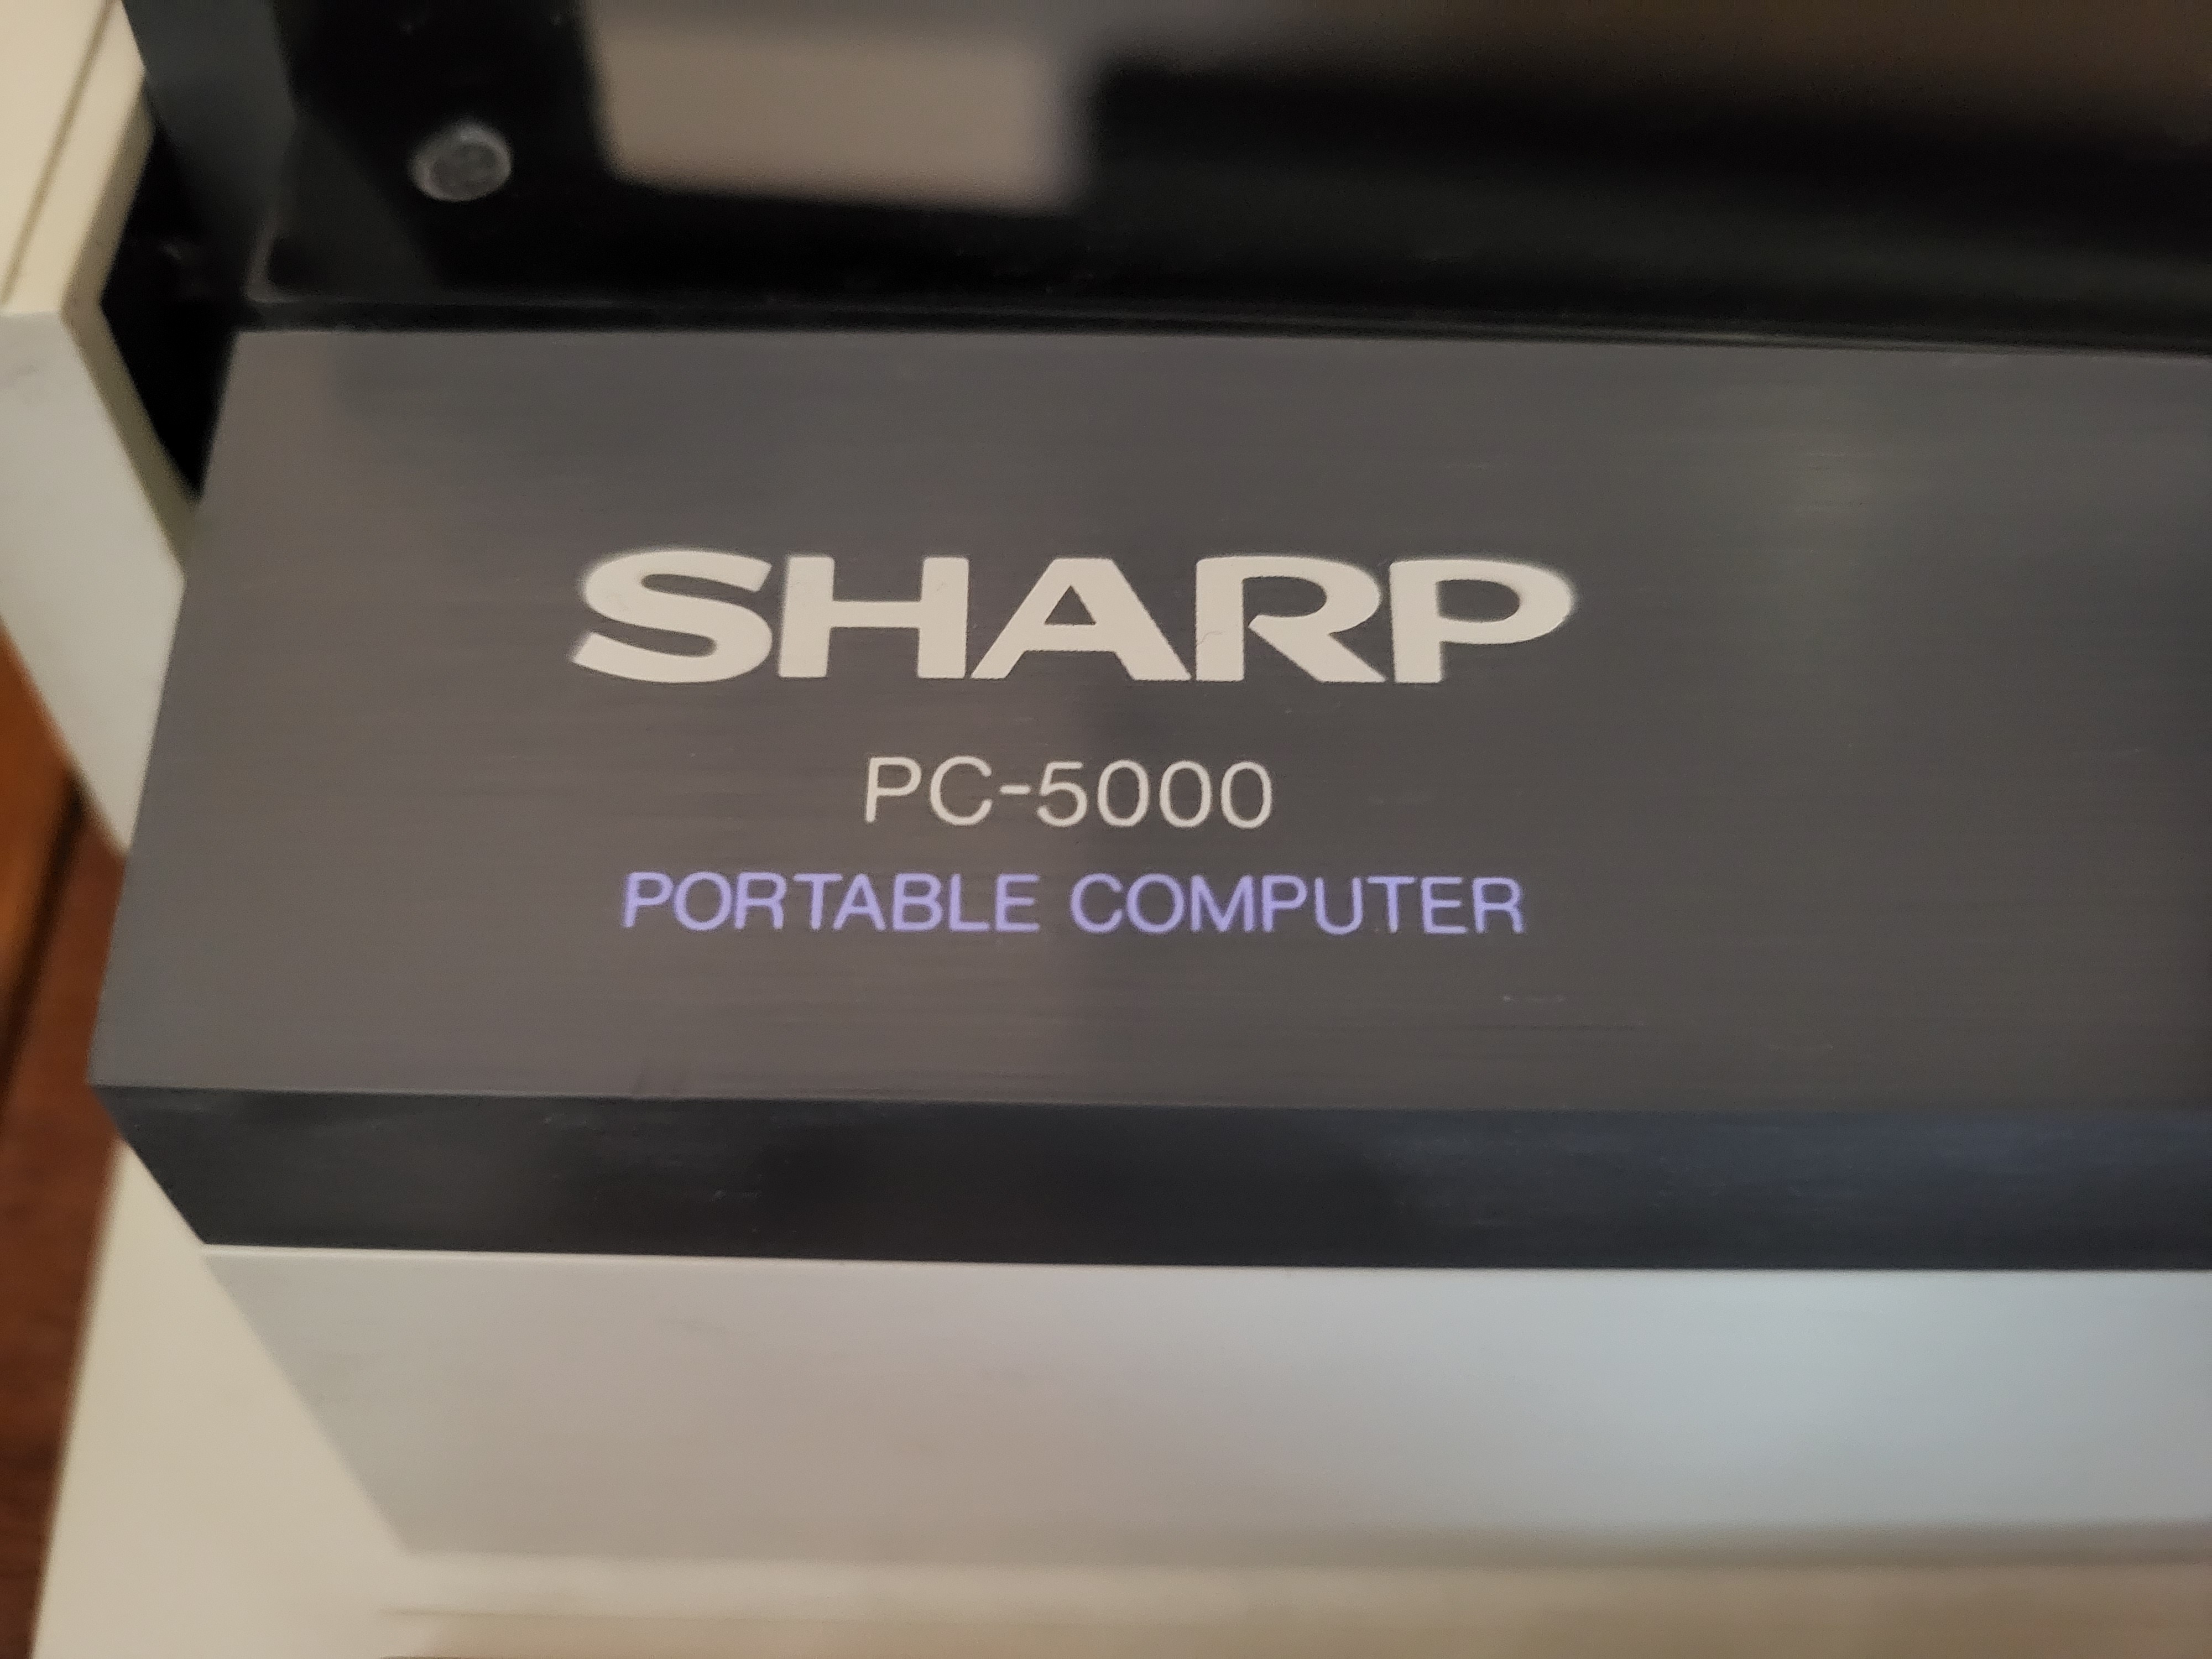 SHARP
PC-5000
PORTABLE COMPUTER